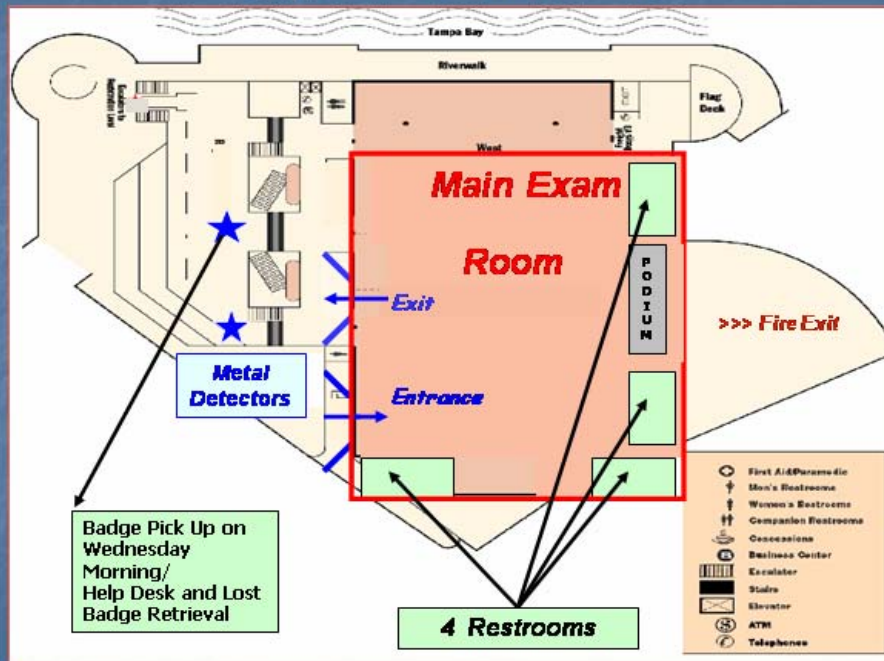 Tampa Bay
Riverwalk
Flag
Deck
West
Main Exam
Room
PODIUM
Exit
>>> Fire Exit
Metal
Detectors
Entrance
Badge Pick Up on
Wednesday
Morning/
Help Desk and Lost
Badge Retrieval
4 Restrooms
First Aid/Paramedic
Men's Restrooms
Women's Restrooms
Companion Restrooms
Concessions
Business Center
Escalator
Stairs
Elevator
ATM
Telephones